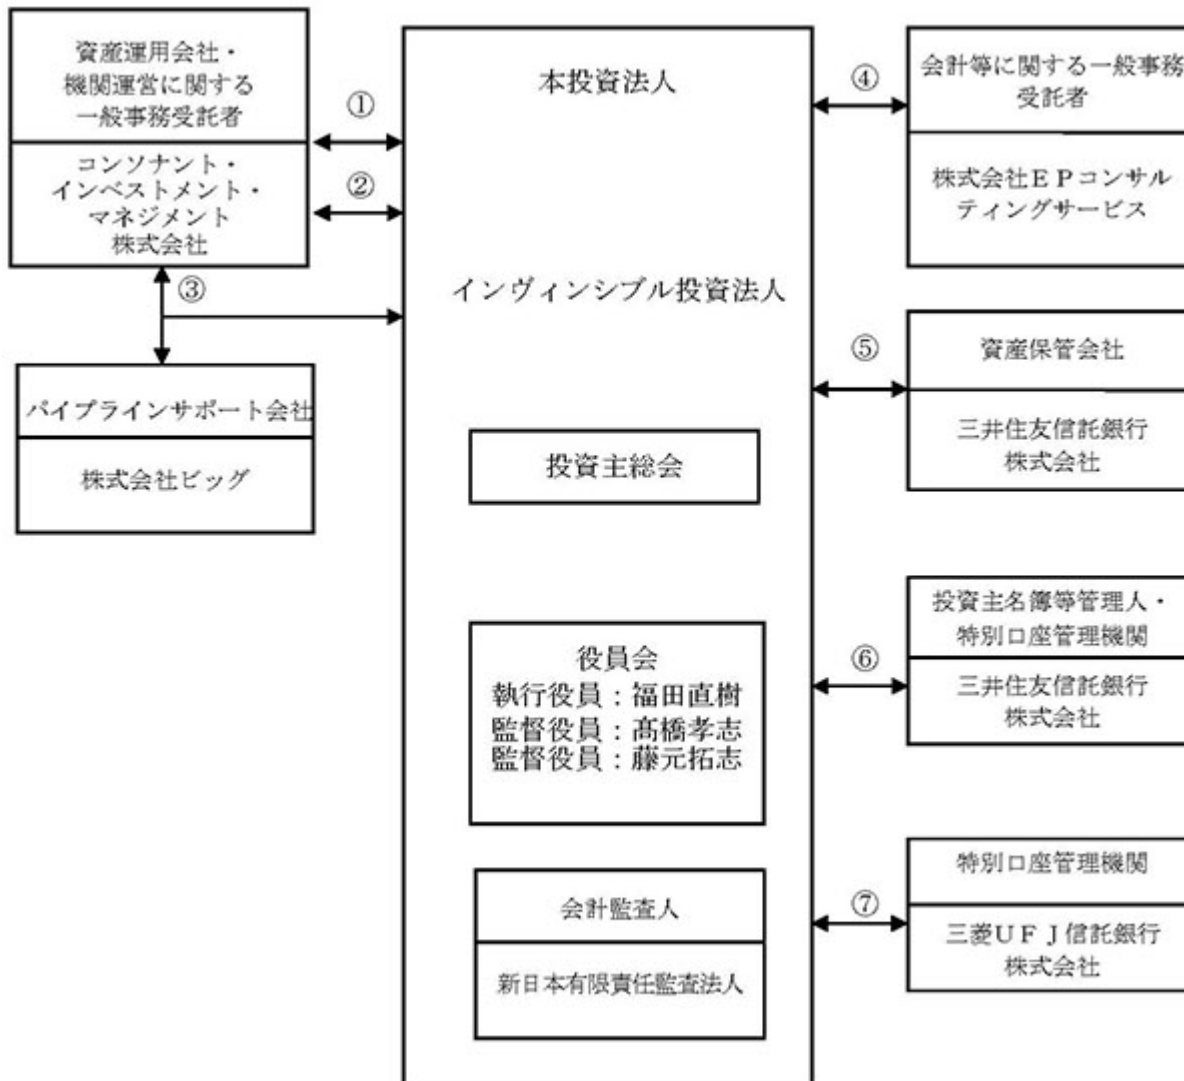 資産運用会社・
機関運営に関する
一般事務受託者
コンソナント・
インベストメント・
マネジメント
株式会社
①
②
③
パイプラインサポート会社
株式会社ビッグ
本投資法人
インヴィンシブル投資法人
投資主総会
役員会
執行役員：福田直樹
監督役員：髙橋孝志
監督役員：藤元拓志
会計監査人
新日本有限責任監査法人
④
会計等に関する一般事務
受託者
株式会社ＥＰコンサル
ティングサービス
⑤
資産保管会社
三井住友信託銀行
株式会社
⑥
投資主名簿等管理人・
特別口座管理機関
三井住友信託銀行
株式会社
⑦
特別口座管理機関
三菱ＵＦＪ信託銀行
株式会社